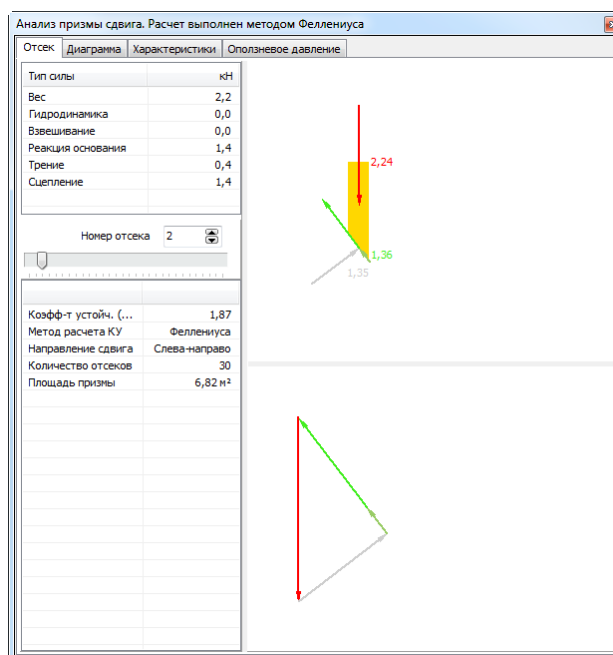 Анализ призмы сдвига. Расчет выполнен методом Феллениуса
Отсек Диаграмма Характеристики Оползневое давление
Тип силы кН
Вес 2,2
Гидродинамика 0,0
Взвешивание 0,0
Реакция основания 1,4
Трение 0,4
Сцепление 1,4
Номер отсека 2
Коэфф-т устойч. (... 1,87
Метод расчета КУ Феллениуса
Направление сдвига Слева-направо
Количество отсеков 30
Площадь призмы 6,82 м²
2,24
1,36
1,35